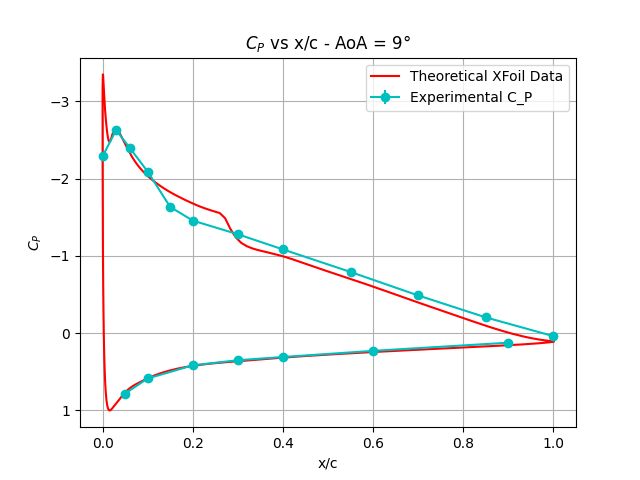 C_P vs x/c - AoA = 9°
Theoretical XFoil Data
Experimental C_P
C_P
−3
−2
−1
0
1
0.0 0.2 0.4 0.6 0.8 1.0
x/c